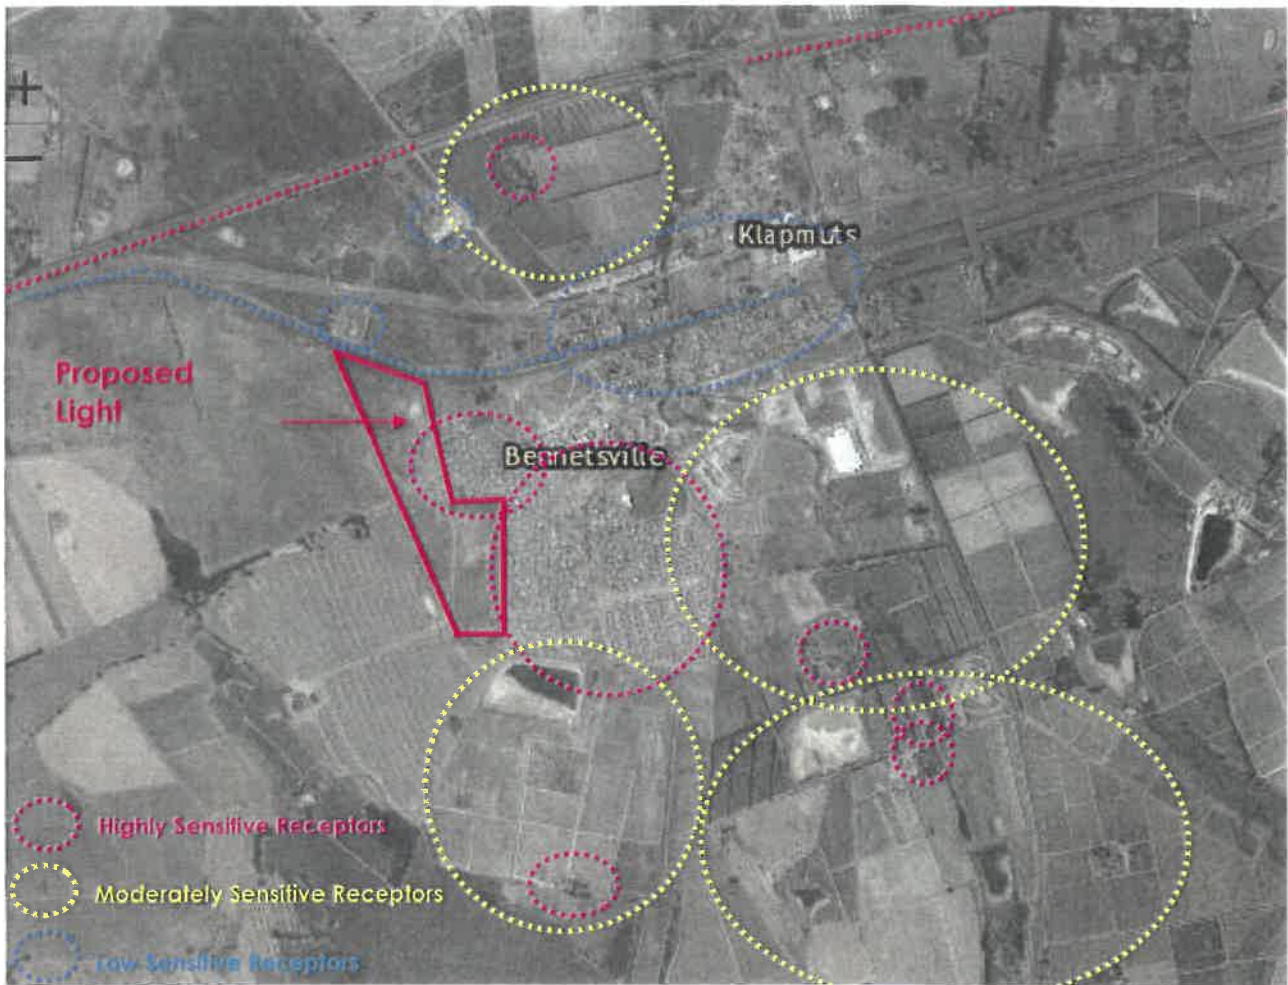 Klapmuts
Proposed
Light
Bennetsville
Highly Sensitive Receptors
Moderately Sensitive Receptors
Low Sensitive Receptors